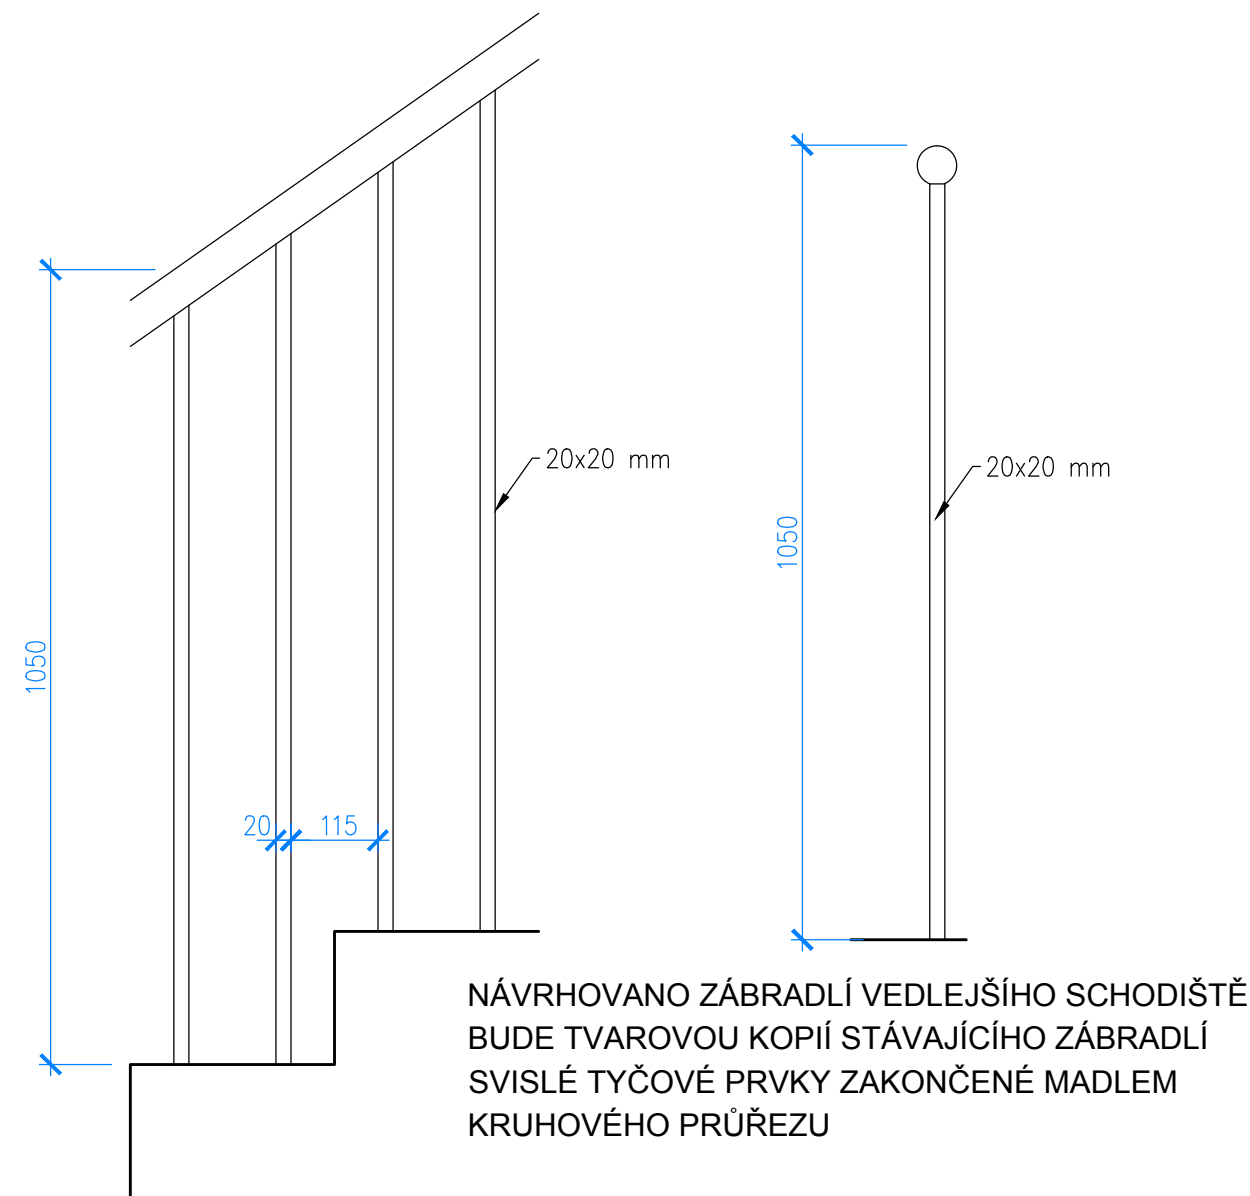 20x20 mm
20x20 mm
1050
1050
20
115
NÁVRHOVANO ZÁBRADLÍ VEDLEJŠÍHO SCHODIŠTĚ
BUDE TVAROVOU KOPIÍ STÁVAJÍCÍHO ZÁBRADLÍ
SVISLÉ TYČOVÉ PRVKY ZAKONČENÉ MADLEM
KRUHOVÉHO PRŮŘEZU